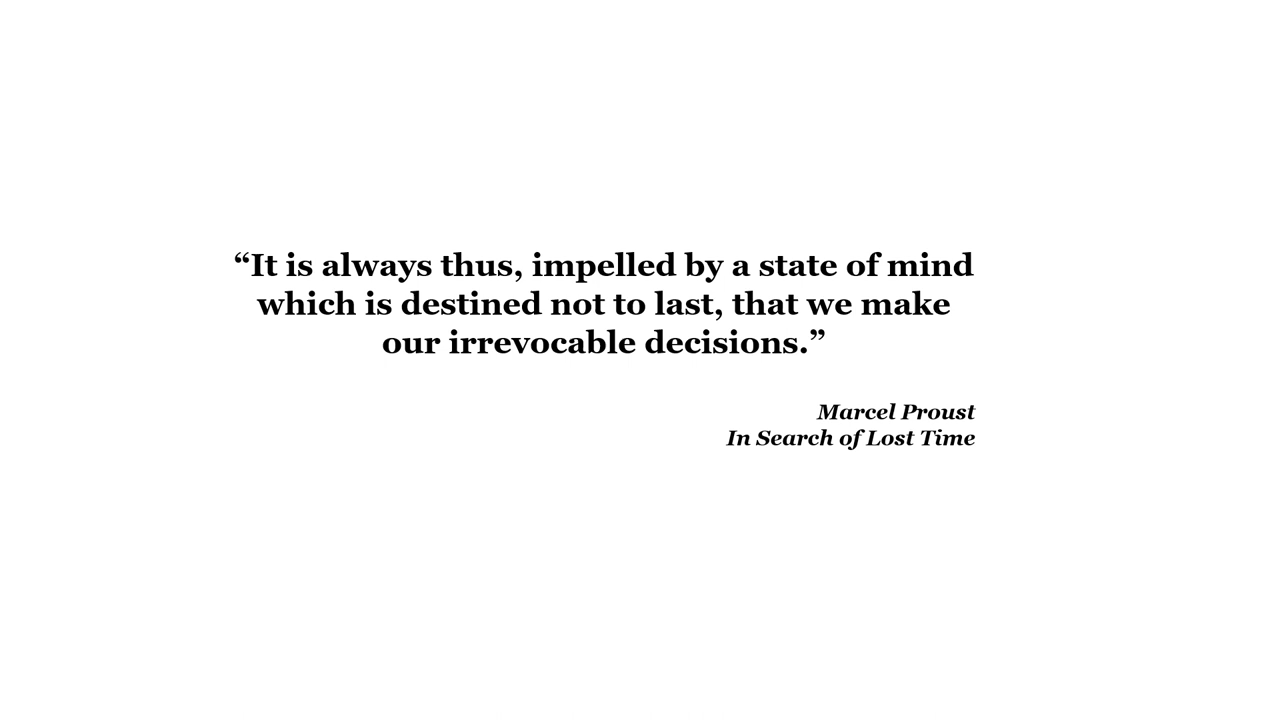 “It is always thus, impelled by a state of mind
which is destined not to last, that we make
our irrevocable decisions.”
Marcel Proust
In Search of Lost Time